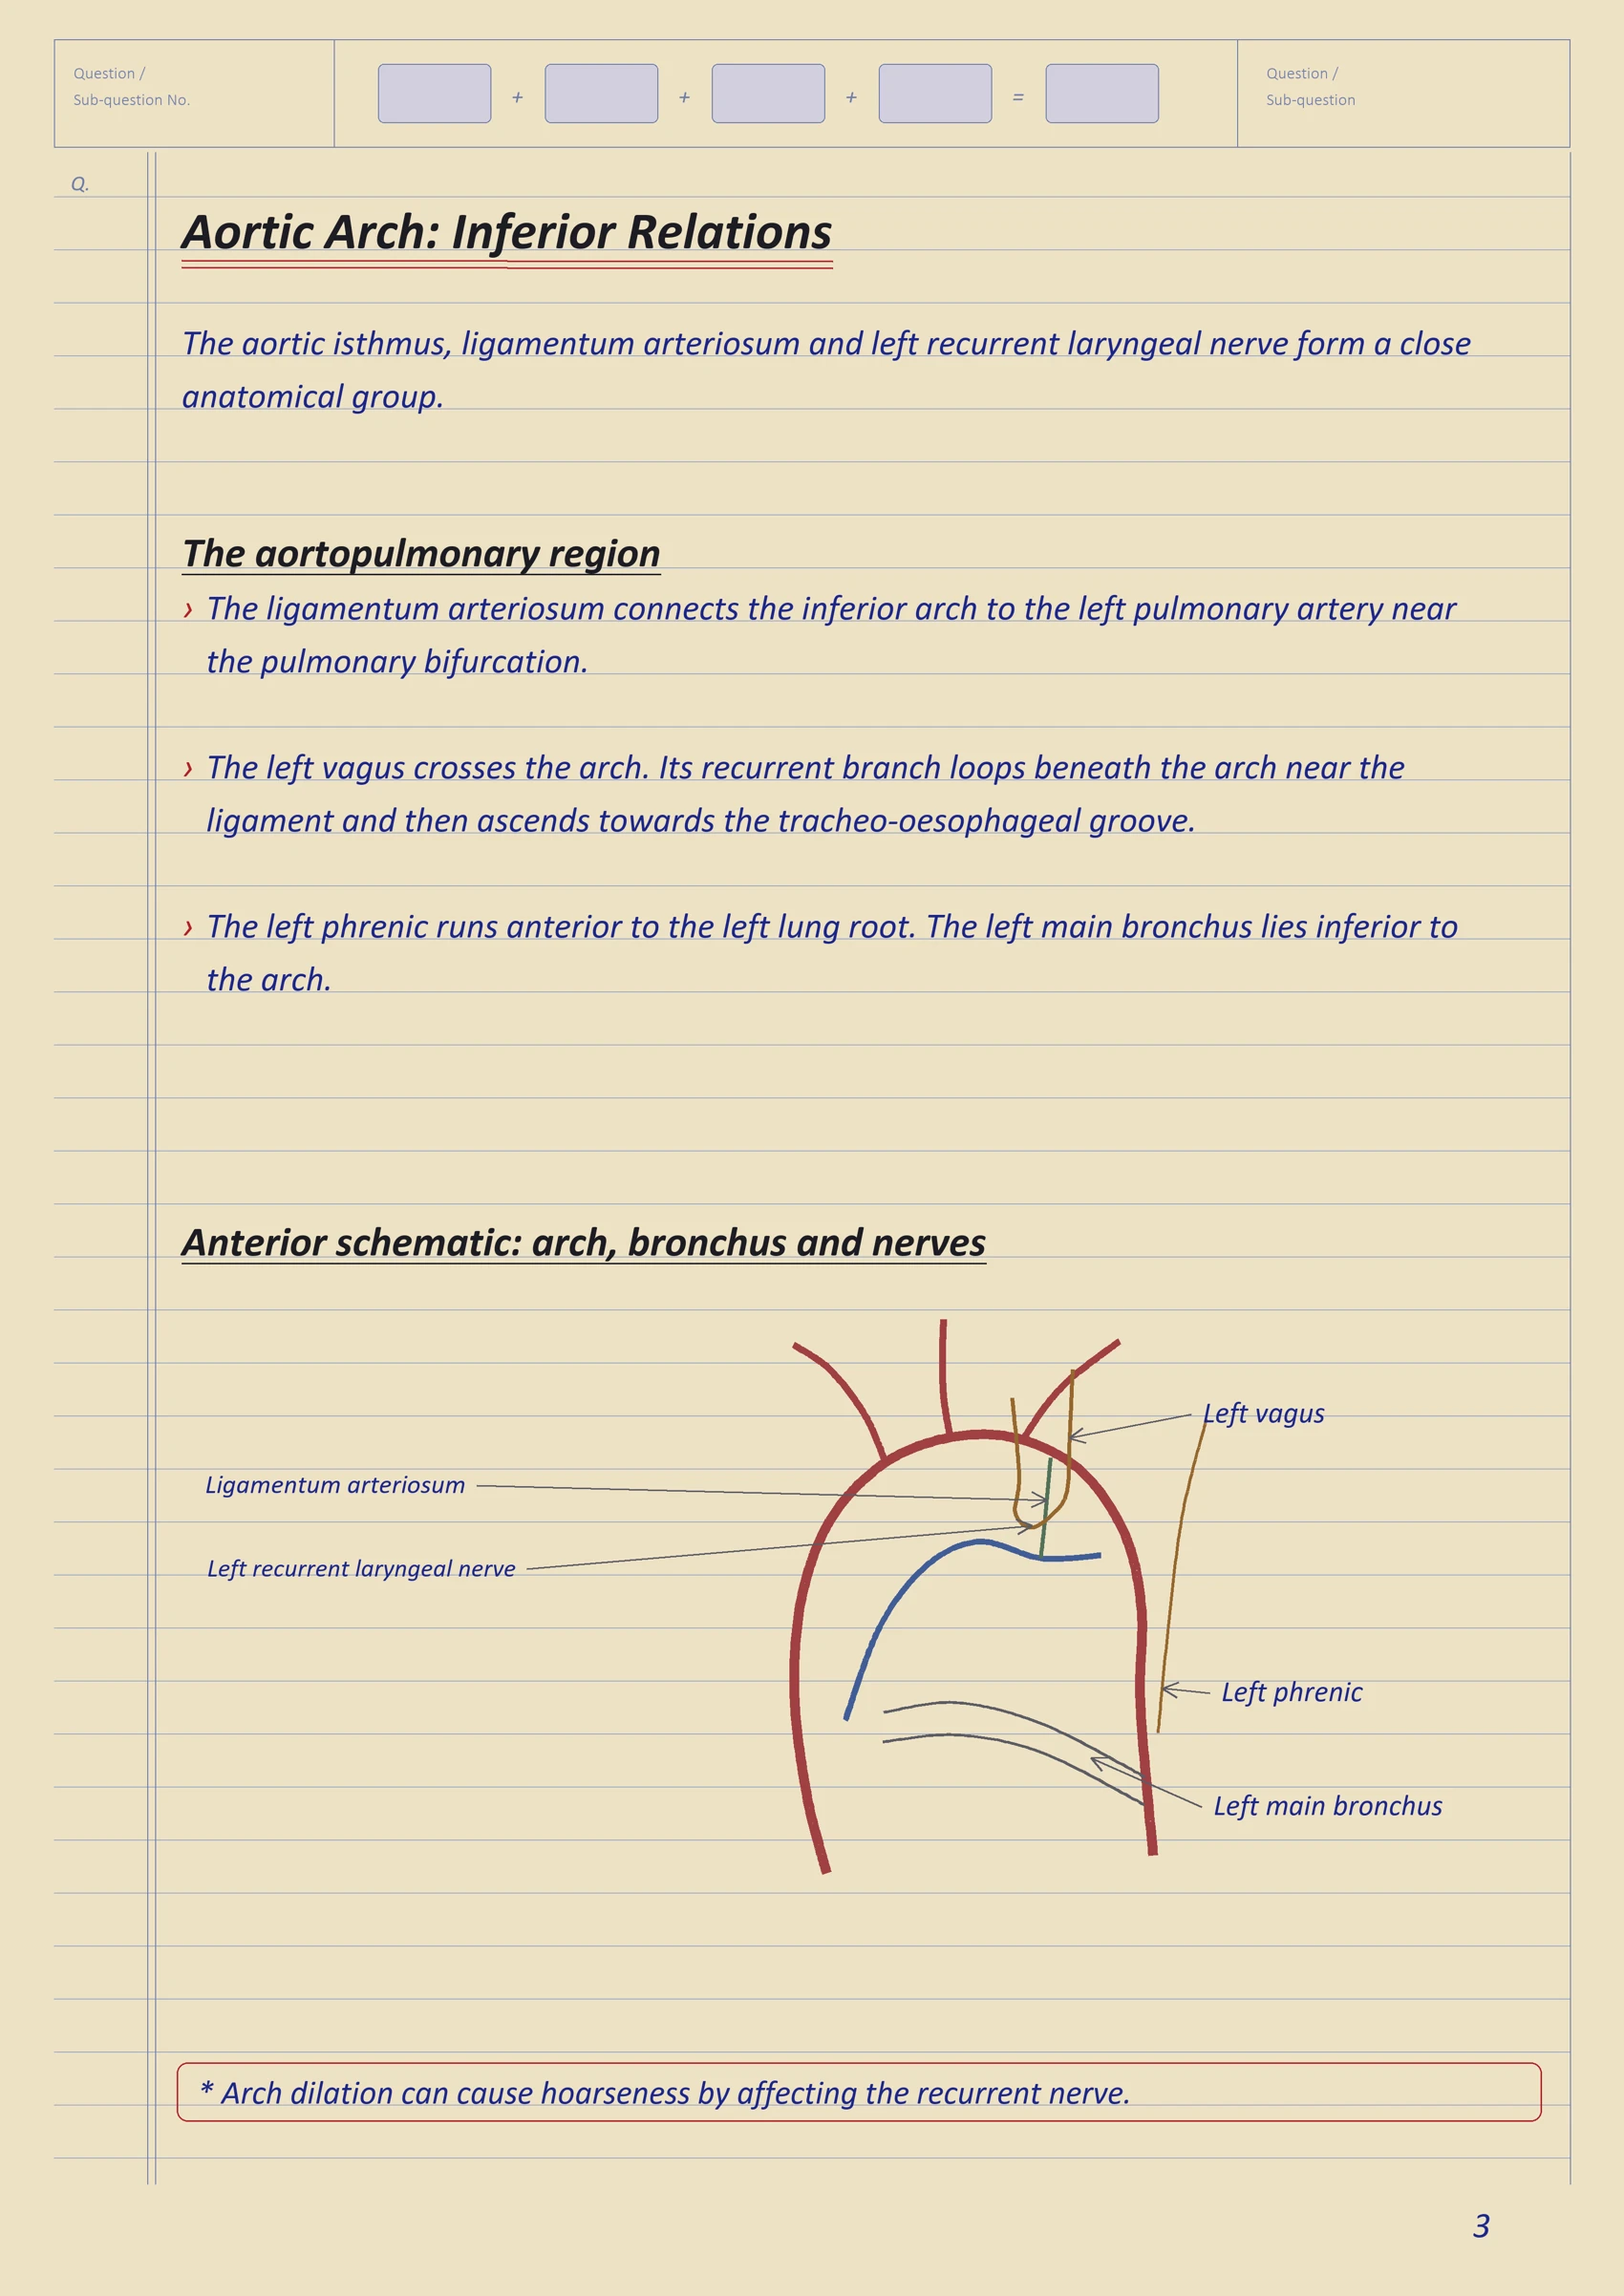 Question /
Sub-question No.
+ + + =
Question /
Sub-question
Q.
Aortic Arch: Inferior Relations
The aortic isthmus, ligamentum arteriosum and left recurrent laryngeal nerve form a close
anatomical group.
The aortopulmonary region
› The ligamentum arteriosum connects the inferior arch to the left pulmonary artery near
the pulmonary bifurcation.
› The left vagus crosses the arch. Its recurrent branch loops beneath the arch near the
ligament and then ascends towards the tracheo-oesophageal groove.
› The left phrenic runs anterior to the left lung root. The left main bronchus lies inferior to
the arch.
Anterior schematic: arch, bronchus and nerves
Left vagus
Ligamentum arteriosum
Left recurrent laryngeal nerve
Left phrenic
Left main bronchus
* Arch dilation can cause hoarseness by affecting the recurrent nerve.
3